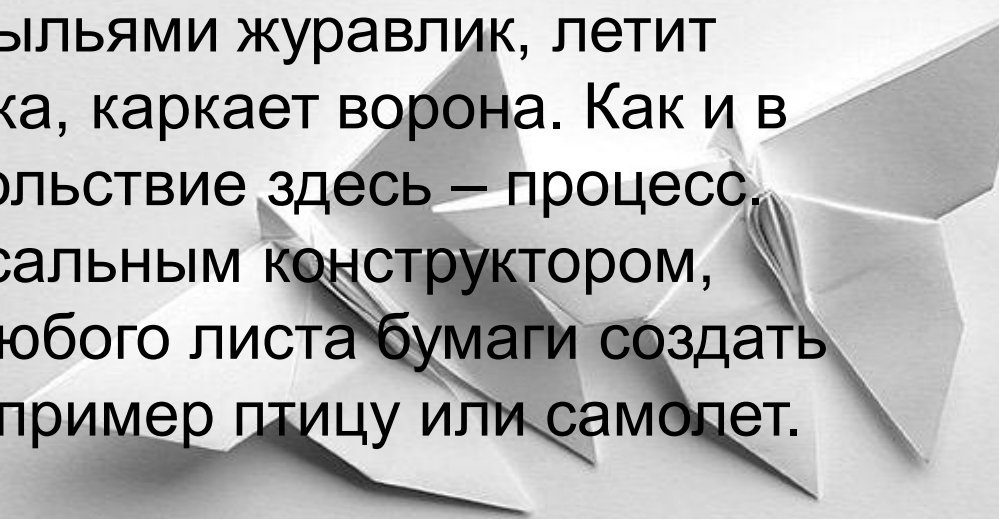 ыльями журавлик, летит
ка, каркает ворона. Как и в
ольствие здесь – процесс.
сальным конструктором,
юбого листа бумаги создать
пример птицу или самолет.